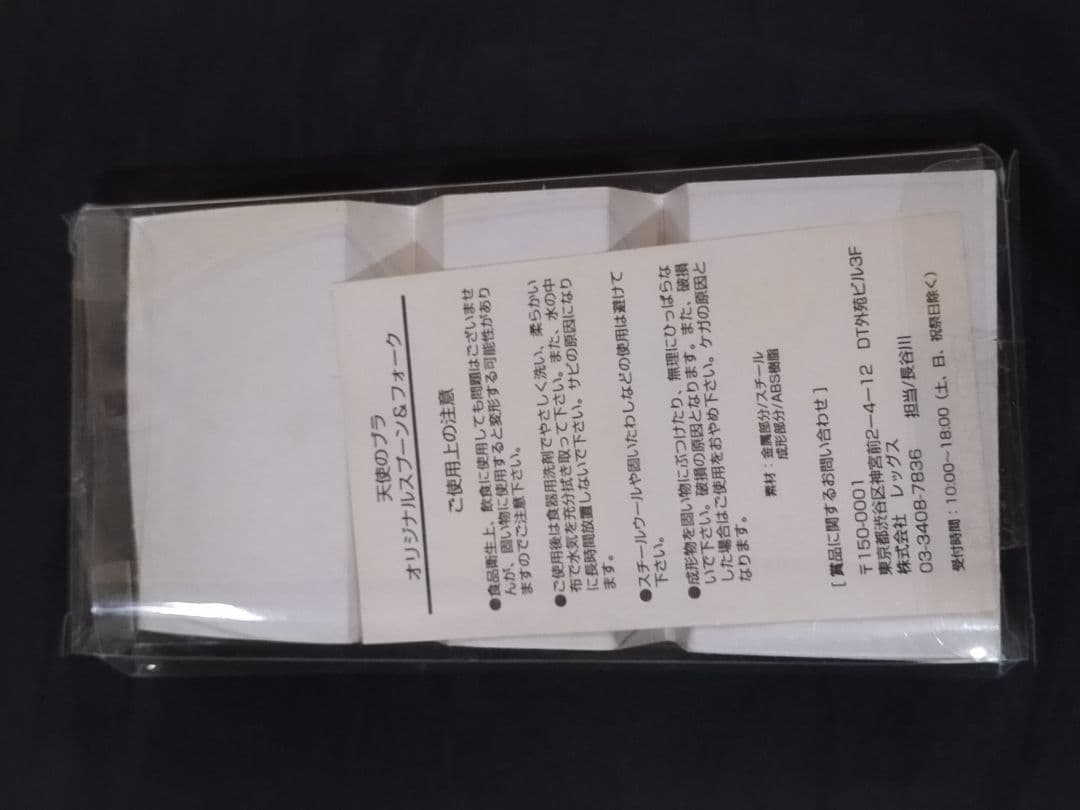 天使のブラ
オリジナルスプーン＆フォーク
ご使用上の注意
●食品衛生上、飲食に使用しても問題はございませ
んが、固い物に使用すると変形する可能性があり
ますのでご注意下さい。
●ご使用後は食器用洗剤でやさしく洗い、柔らかい
布で水気を充分拭き取って下さい。また、水の中
に長時間放置しないで下さい。サビの原因になり
ます。
●スチールウールや固いたわしなどの使用は避けて
下さい。
●成形物を固い物にぶつけたり、無理にひっぱらな
いで下さい。破損の原因となります。また、破損
した場合はご使用をおやめ下さい。ケガの原因と
なります。
素材：金属部分/スチール
成形部分/ABS樹脂
[ 賞品に関するお問い合わせ ]
〒150-0001
東京都渋谷区神宮前2−4−12　DT外苑ビル3F
株式会社　レッグス　　担当/長谷川
03-3408-7836
受付時間：10:00〜18:00（土、日、祝祭日除く）